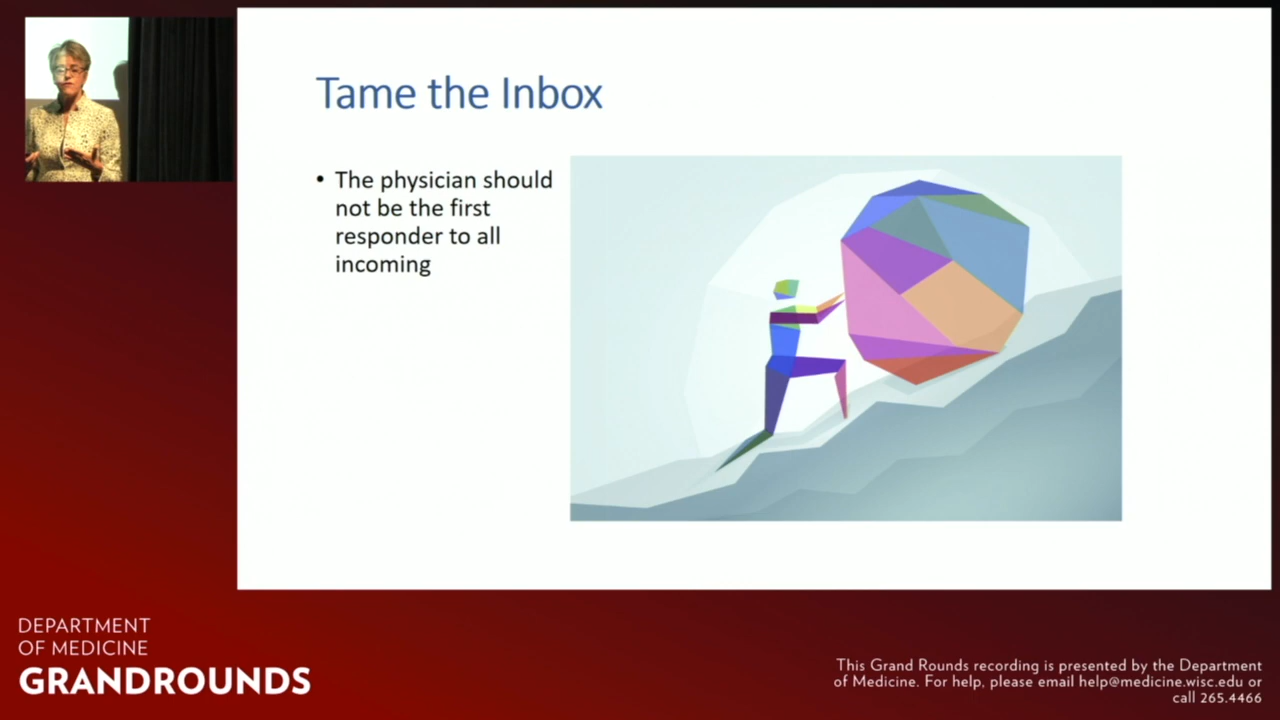 Tame the Inbox
• The physician should
not be the first
responder to all
incoming
DEPARTMENT
OF MEDICINE
GRANDROUNDS
This Grand Rounds recording is presented by the Department
of Medicine. For help, please email help@medicine.wisc.edu or
call 265.4466